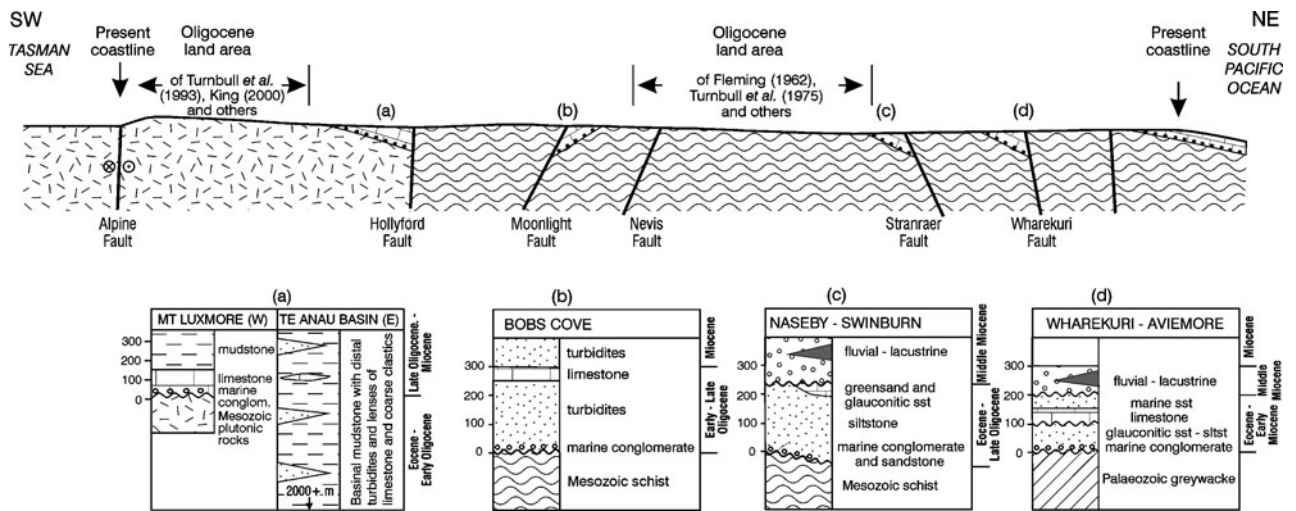 SW
NE
TASMAN
SEA
Present
coastline
Oligocene
land area
of Turnbull et al.
(1993), King (2000)
and others
Oligocene
land area
of Fleming (1962),
Turnbull et al. (1975)
and others
Present
coastline
SOUTH
PACIFIC
OCEAN
(a)
(b)
(c)
(d)
Alpine
Fault
Hollyford
Fault
Moonlight
Fault
Nevis
Fault
Stranraer
Fault
Wharekuri
Fault
(a)
MT LUXMORE (W)
TE ANAU BASIN (E)
300
200
100
0
mudstone
limestone
marine
conglom.
Mesozoic
plutonic
rocks
2000+. m
Basinal mudstone with distal
turbidites and lenses of
limestone and coarse clastics
Late Oligocene. -
Miocene
Eocene -
Early Oligocene
(b)
BOBS COVE
300
200
100
0
turbidites
limestone
turbidites
marine conglomerate
Mesozoic schist
Miocene
Early - Late
Oligocene
(c)
NASEBY - SWINBURN
300
200
100
0
fluvial - lacustrine
greensand and
glauconitic sst
siltstone
marine conglomerate
and sandstone
Mesozoic schist
Middle Miocene
Eocene -
Late Oligocene
(d)
WHAREKURI - AVIEMORE
300
200
100
0
fluvial - lacustrine
marine sst
limestone
glauconitic sst - sltst
marine conglomerate
Palaeozoic greywacke
Miocene
Middle
Miocene
Eocene -
Early
Miocene